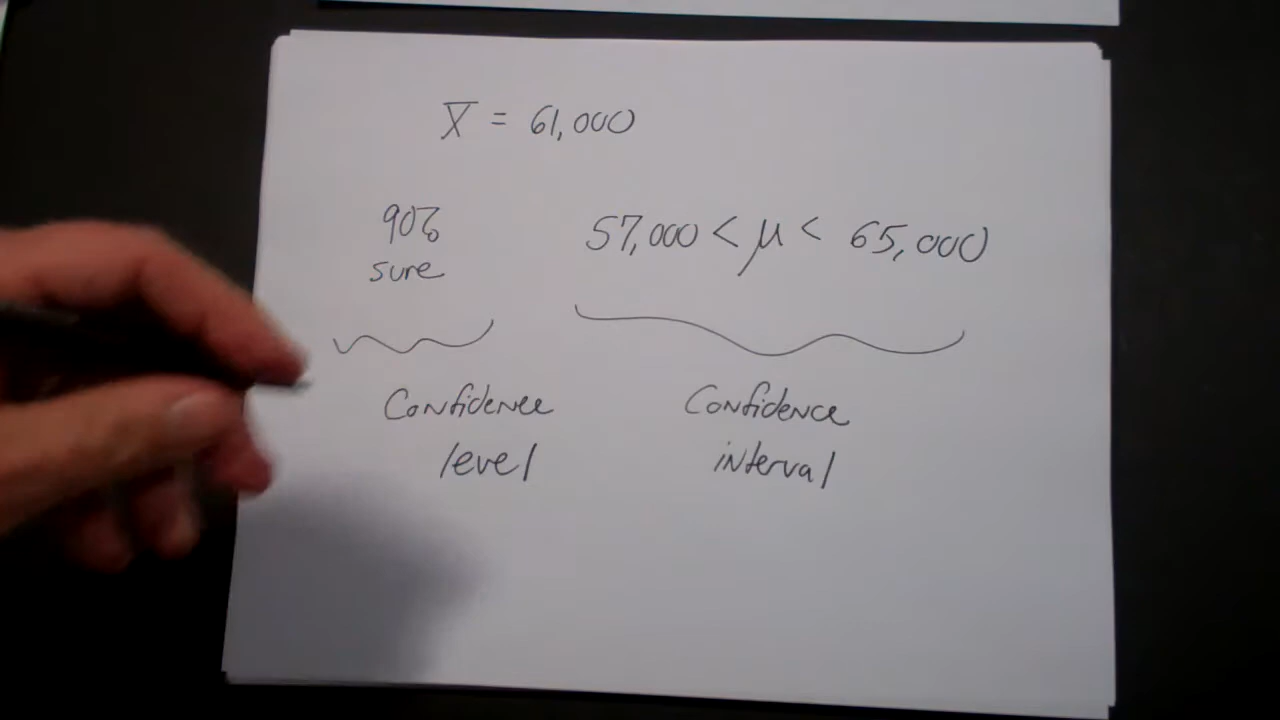 X̅ = 61,000
90%
sure
57,000 < μ < 65,000
Confidence
level
Confidence
interval